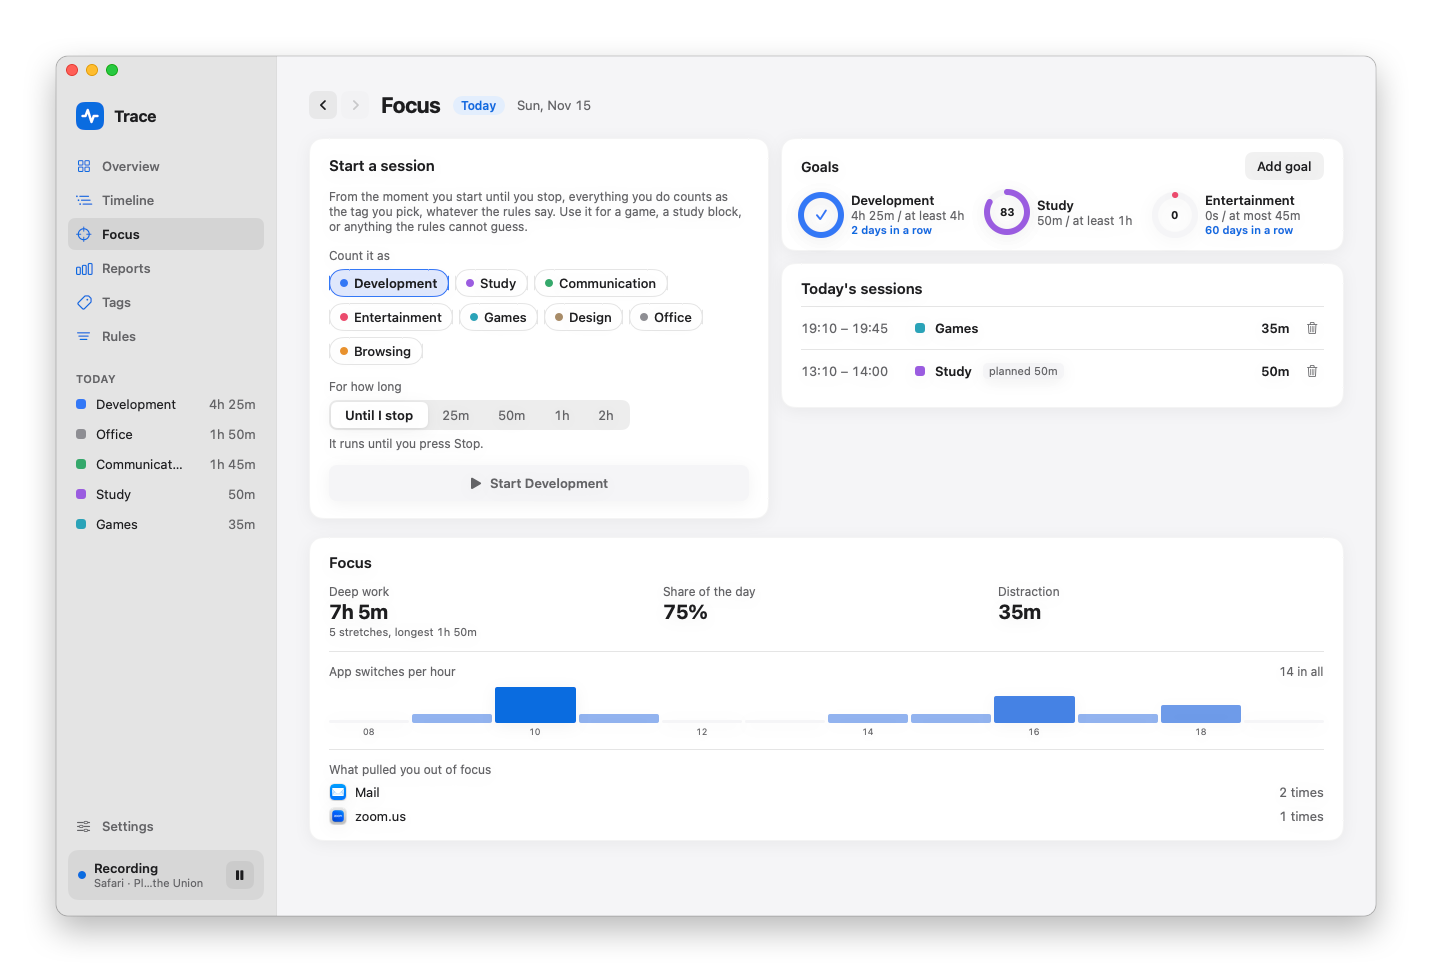 Trace
Overview
Timeline
Focus
Reports
Tags
Rules
TODAY
Development 4h 25m
Office 1h 50m
Communicat... 1h 45m
Study 50m
Games 35m
Settings
Recording
Safari · Pl...the Union
Focus Today Sun, Nov 15
Start a session
From the moment you start until you stop, everything you do counts as
the tag you pick, whatever the rules say. Use it for a game, a study block,
or anything the rules cannot guess.
Count it as
Development Study Communication
Entertainment Games Design Office
Browsing
For how long
Until I stop 25m 50m 1h 2h
It runs until you press Stop.
Start Development
Goals Add goal
Development
4h 25m / at least 4h
2 days in a row
83
Study
50m / at least 1h
0
Entertainment
0s / at most 45m
60 days in a row
Today's sessions
19:10 – 19:45 Games 35m
13:10 – 14:00 Study planned 50m 50m
Focus
Deep work
7h 5m
5 stretches, longest 1h 50m
Share of the day
75%
Distraction
35m
App switches per hour 14 in all
08 10 12 14 16 18
What pulled you out of focus
Mail 2 times
zoom.us 1 times